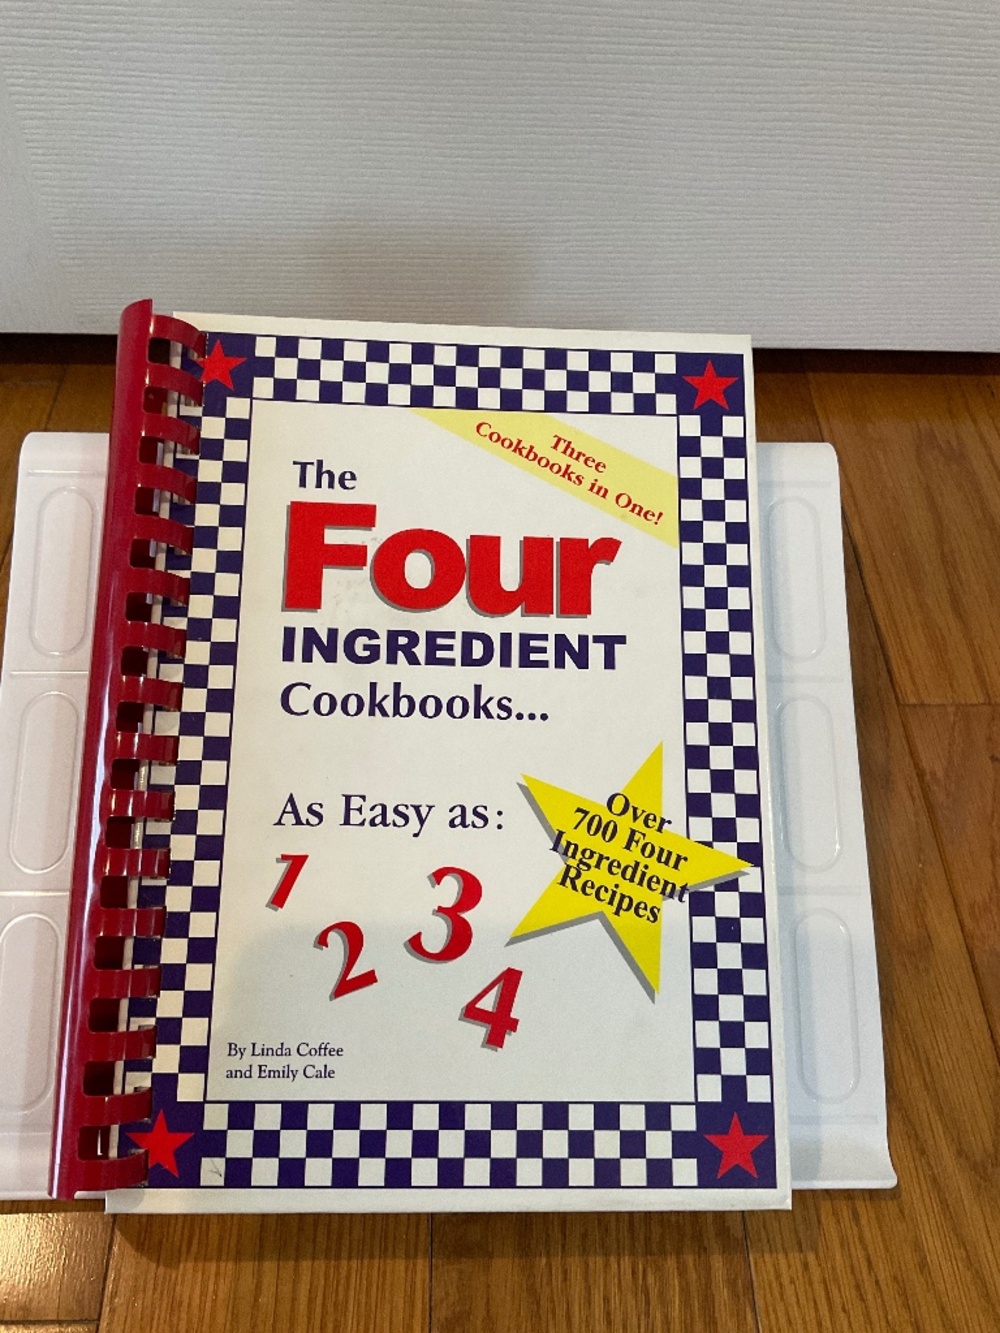 Three
Cookbooks in One!
The
Four
INGREDIENT
Cookbooks...
As Easy as:
1
2
3
4
Over
700 Four
Ingredient
Recipes
By Linda Coffee
and Emily Cale